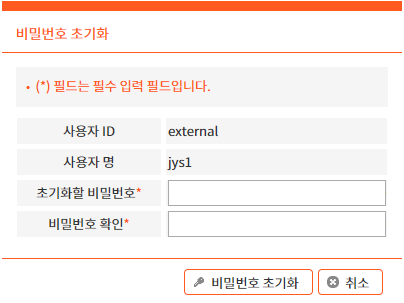 비밀번호 초기화
• (*) 필드는 필수 입력 필드입니다.
사용자 ID external
사용자 명 jys1
초기화할 비밀번호*
비밀번호 확인*
비밀번호 초기화 취소